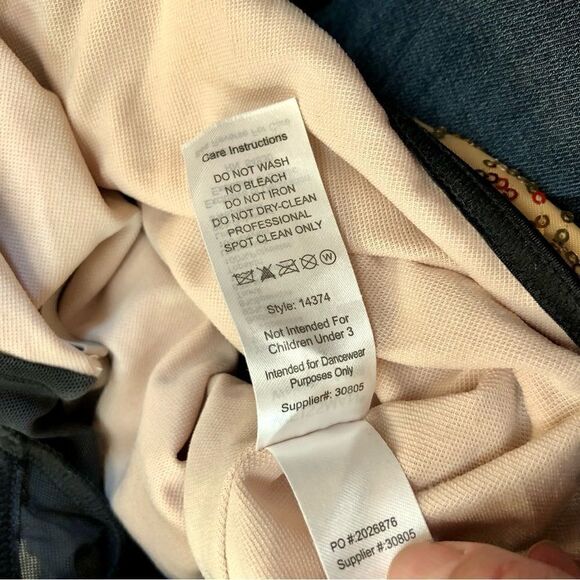 Care Instructions
DO NOT WASH
NO BLEACH
DO NOT IRON
DO NOT DRY-CLEAN
PROFESSIONAL
SPOT CLEAN ONLY
W
Style: 14374
Not Intended For
Children Under 3
Intended for Dancewear
Purposes Only
Supplier#: 30805
PO #:2026876
Supplier #:30805